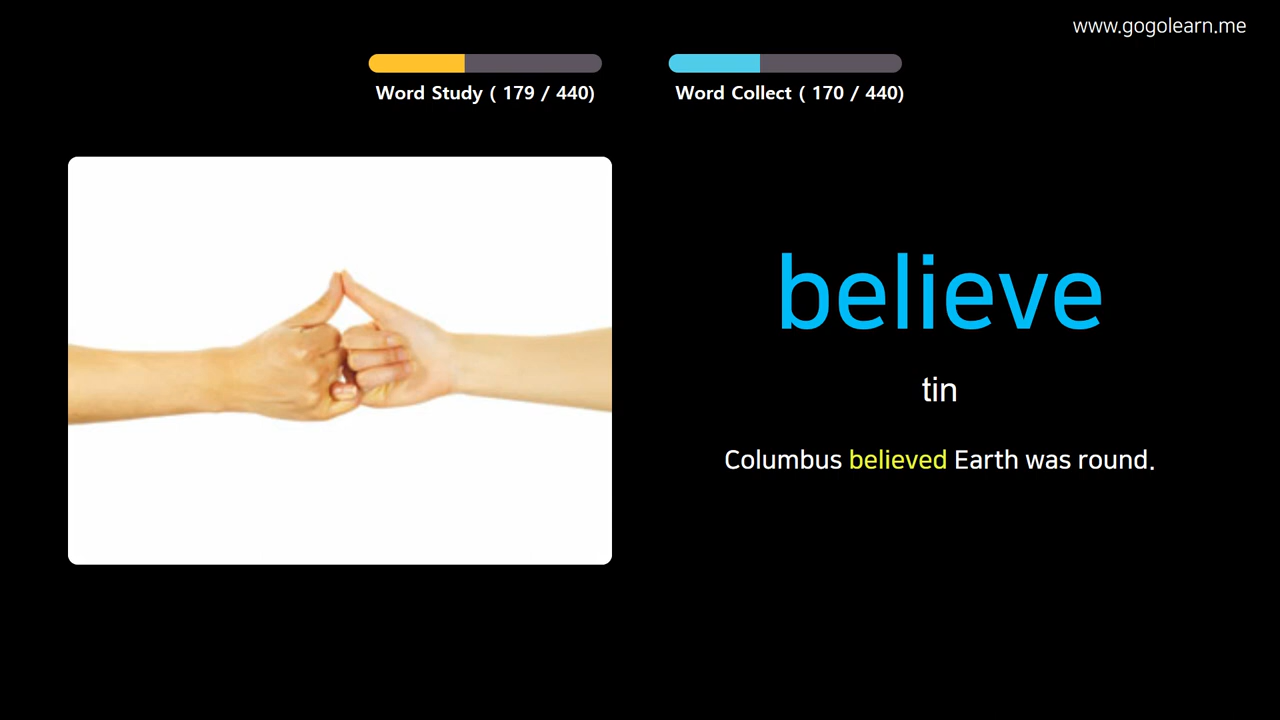 www.gogolearn.me
Word Study ( 179 / 440)
Word Collect ( 170 / 440)
believe
tin
Columbus believed Earth was round.